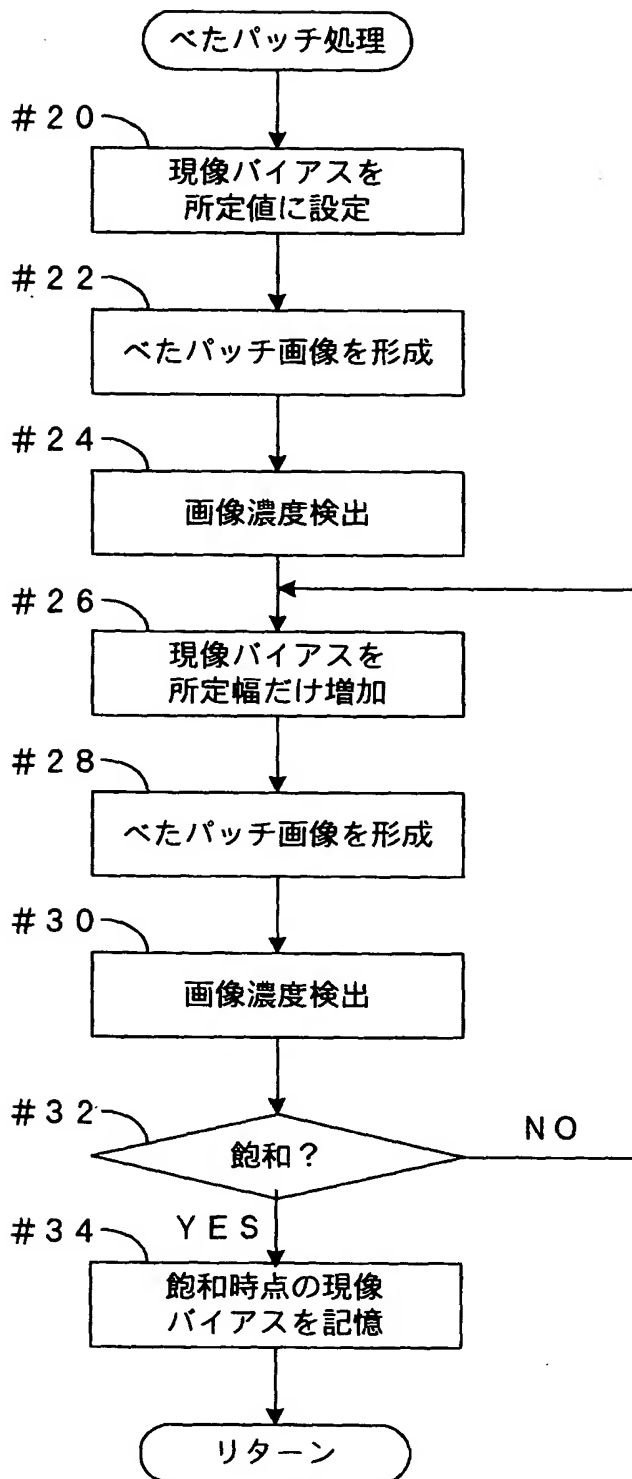 べたパッチ処理
#20
現像バイアスを
所定値に設定
#22
べたパッチ画像を形成
#24
画像濃度検出
#26
現像バイアスを
所定幅だけ増加
#28
べたパッチ画像を形成
#30
画像濃度検出
#32
飽和?
NO
YES
#34
飽和時点の現像
バイアスを記憶
リターン